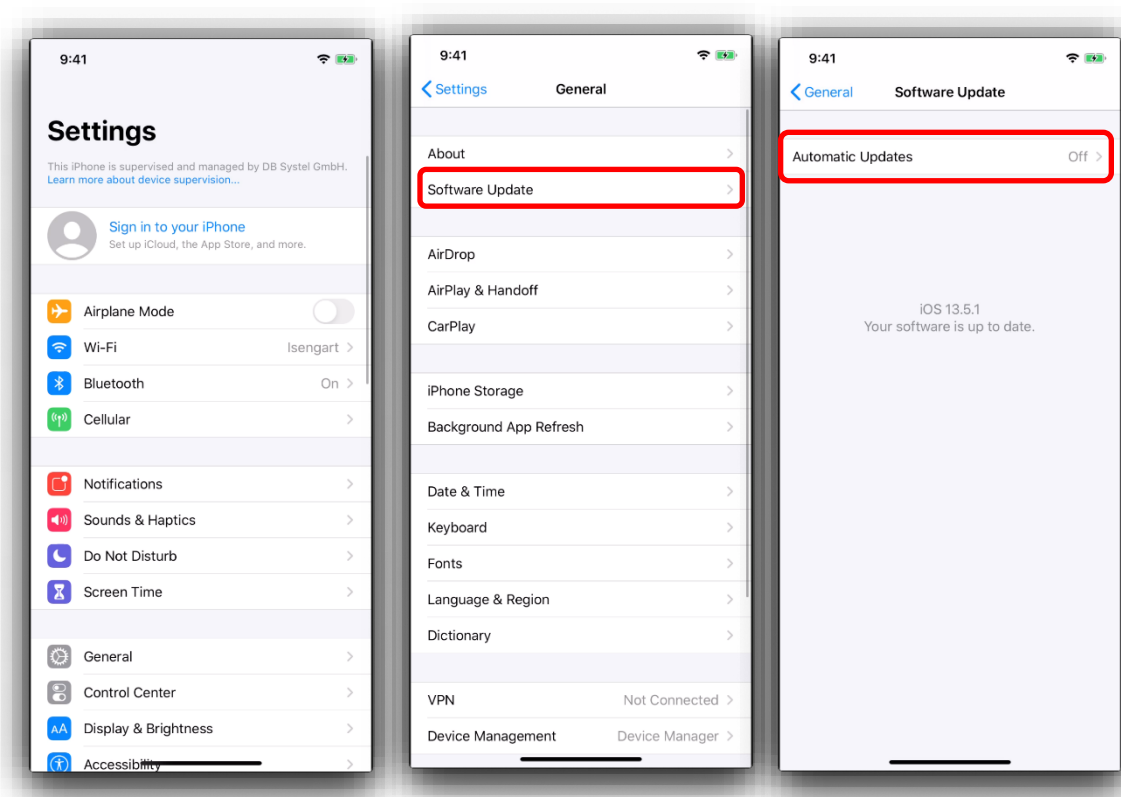 9:41
Settings
This iPhone is supervised and managed by DB Systel GmbH.
Learn more about device supervision...
Sign in to your iPhone
Set up iCloud, the App Store, and more.
Airplane Mode
Wi-Fi Isengart
Bluetooth On
Cellular
Notifications
Sounds & Haptics
Do Not Disturb
Screen Time
General
Control Center
AA Display & Brightness
Accessibility
9:41
Settings General
About
Software Update
AirDrop
AirPlay & Handoff
CarPlay
iPhone Storage
Background App Refresh
Date & Time
Keyboard
Fonts
Language & Region
Dictionary
VPN Not Connected
Device Management Device Manager
9:41
General Software Update
Automatic Updates Off
iOS 13.5.1
Your software is up to date.